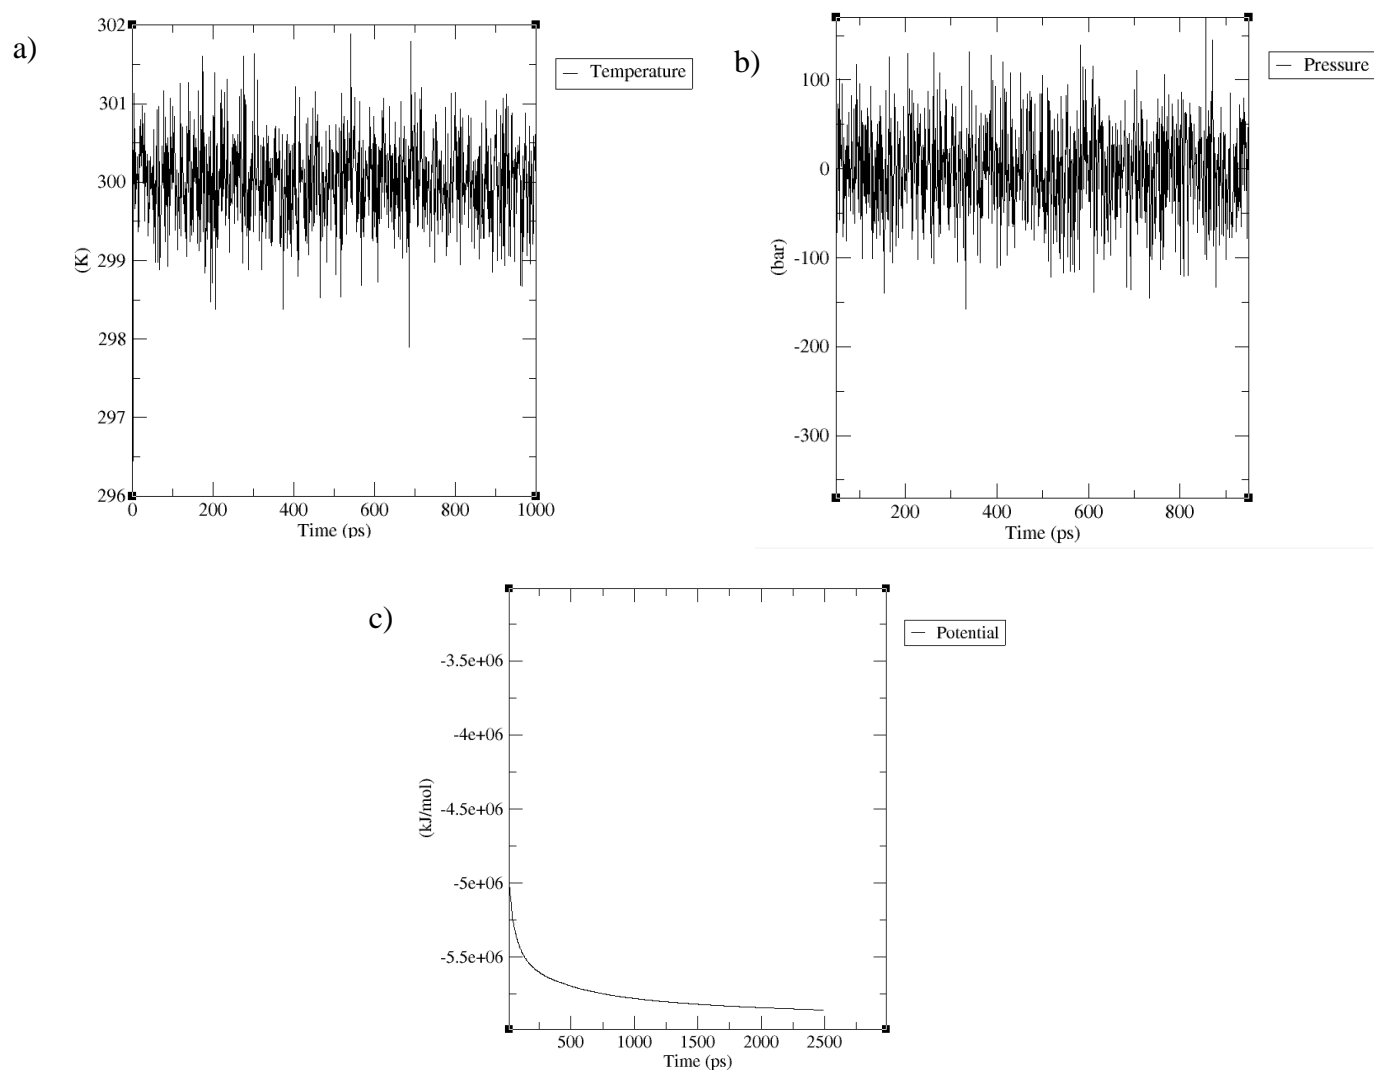 a)
302
301
300
299
298
297
296
(K)
0
200
400
600
800
1000
Time (ps)
Temperature
b)
100
0
-100
-200
-300
(bar)
200
400
600
800
Time (ps)
Pressure
c)
-3.5e+06
-4e+06
-4.5e+06
-5e+06
-5.5e+06
(kJ/mol)
500
1000
1500
2000
2500
Time (ps)
Potential